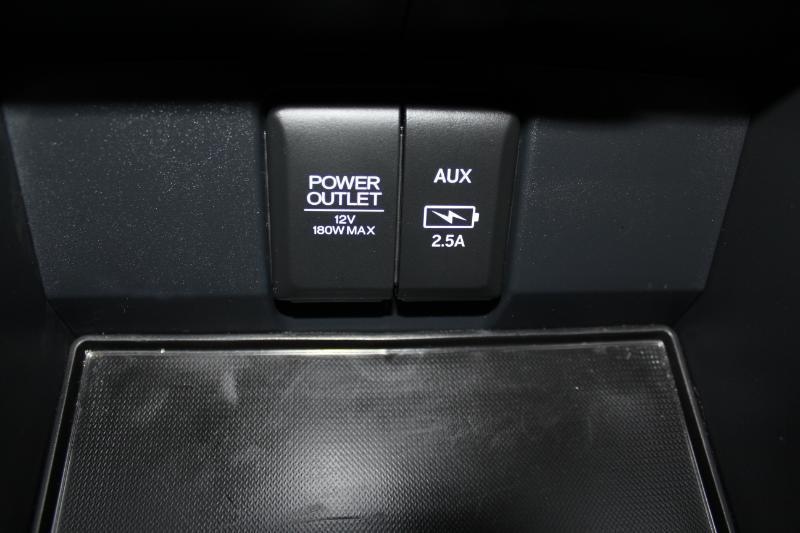 POWER
OUTLET
12V
180W MAX
AUX
2.5A